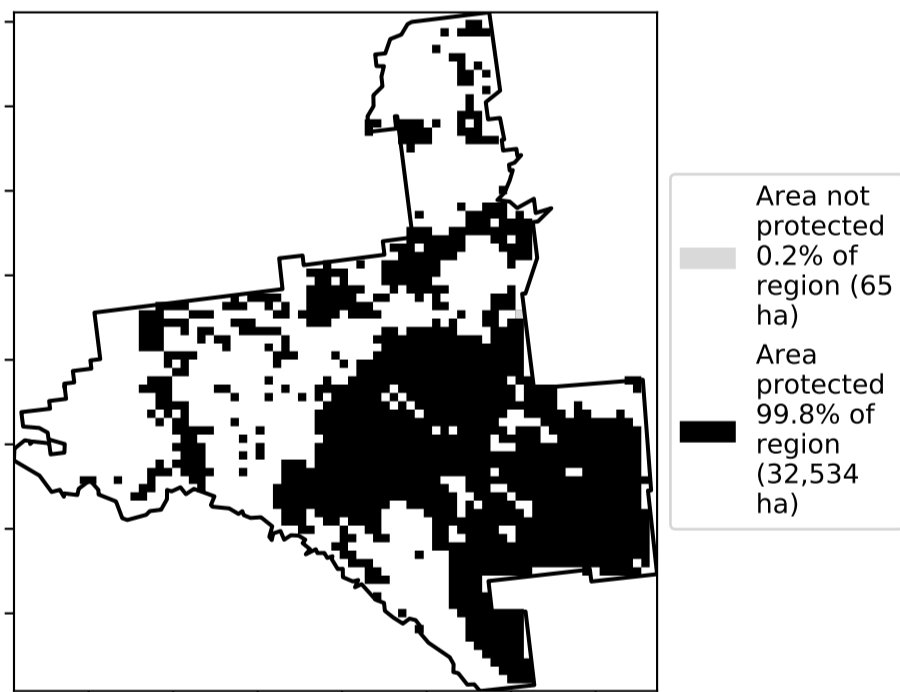 Area not
protected
0.2% of
region (65
ha)
Area
protected
99.8% of
region
(32,534
ha)